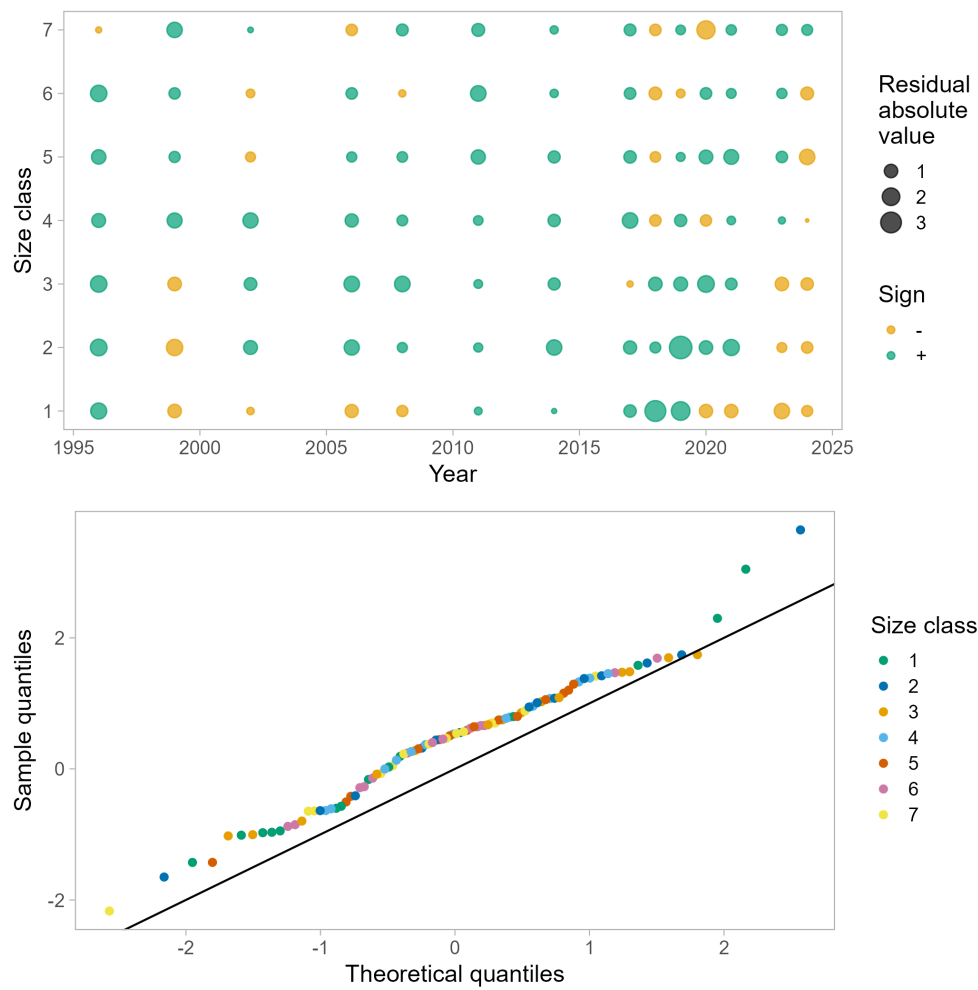 7
6
5
4
3
2
1
Size class
1995 2000 2005 2010 2015 2020 2025
Year
Residual
absolute
value
1
2
3
Sign
-
+
2
0
-2
Sample quantiles
-2 -1 0 1 2
Theoretical quantiles
Size class
1
2
3
4
5
6
7